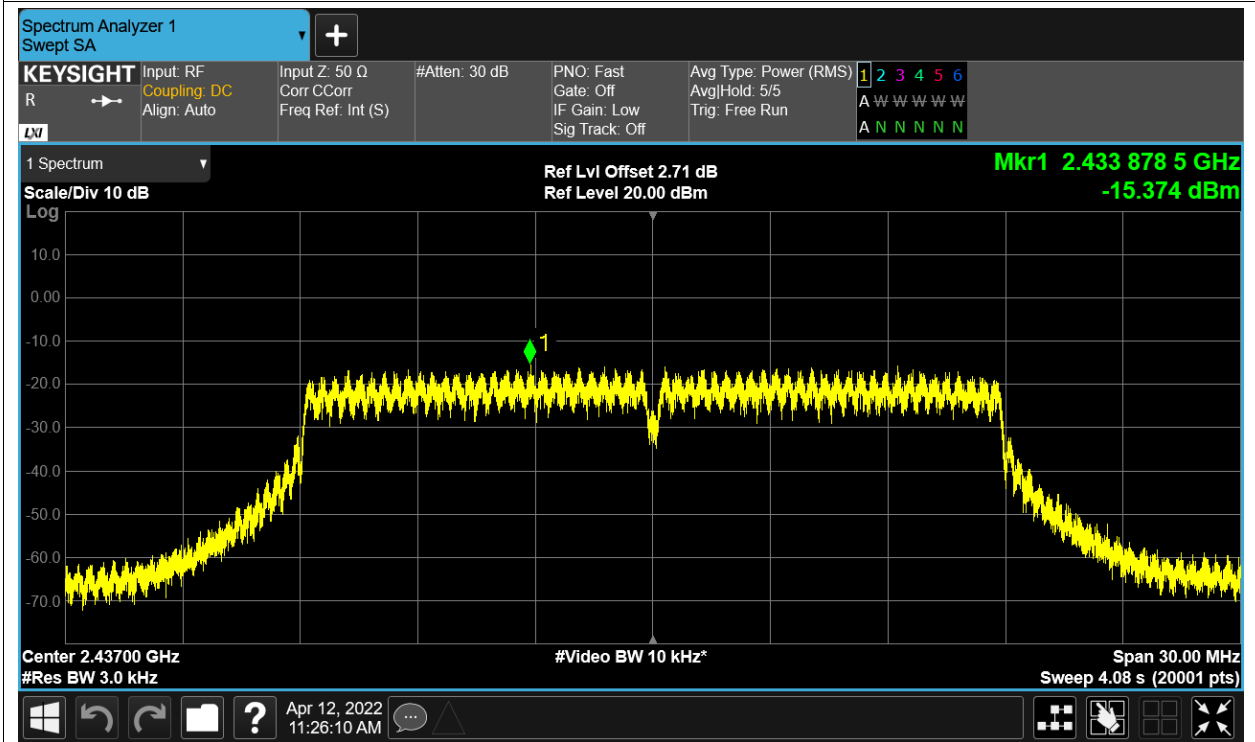 Spectrum Analyzer 1
Swept SA
+
KEYSIGHT
R
LXI
Input: RF
Coupling: DC
Align: Auto
Input Z: 50 Ω
Corr CCorr
Freq Ref: Int (S)
#Atten: 30 dB
PNO: Fast
Gate: Off
IF Gain: Low
Sig Track: Off
Avg Type: Power (RMS)
Avg|Hold: 5/5
Trig: Free Run
1 2 3 4 5 6
A W W W W W
A N N N N N
1 Spectrum
Scale/Div 10 dB
Log
Ref Lvl Offset 2.71 dB
Ref Level 20.00 dBm
Mkr1 2.433 878 5 GHz
-15.374 dBm
10.0
0.00
-10.0
1
-20.0
-30.0
-40.0
-50.0
-60.0
-70.0
Center 2.43700 GHz
#Res BW 3.0 kHz
#Video BW 10 kHz*
Span 30.00 MHz
Sweep 4.08 s (20001 pts)
?
Apr 12, 2022
11:26:10 AM